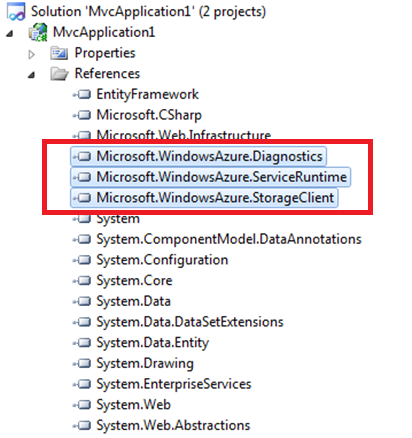 Solution 'MvcApplication1' (2 projects)
MvcApplication1
Properties
References
EntityFramework
Microsoft.CSharp
Microsoft.Web.Infrastructure
Microsoft.WindowsAzure.Diagnostics
Microsoft.WindowsAzure.ServiceRuntime
Microsoft.WindowsAzure.StorageClient
System
System.ComponentModel.DataAnnotations
System.Configuration
System.Core
System.Data
System.Data.DataSetExtensions
System.Data.Entity
System.Drawing
System.EnterpriseServices
System.Web
System.Web.Abstractions